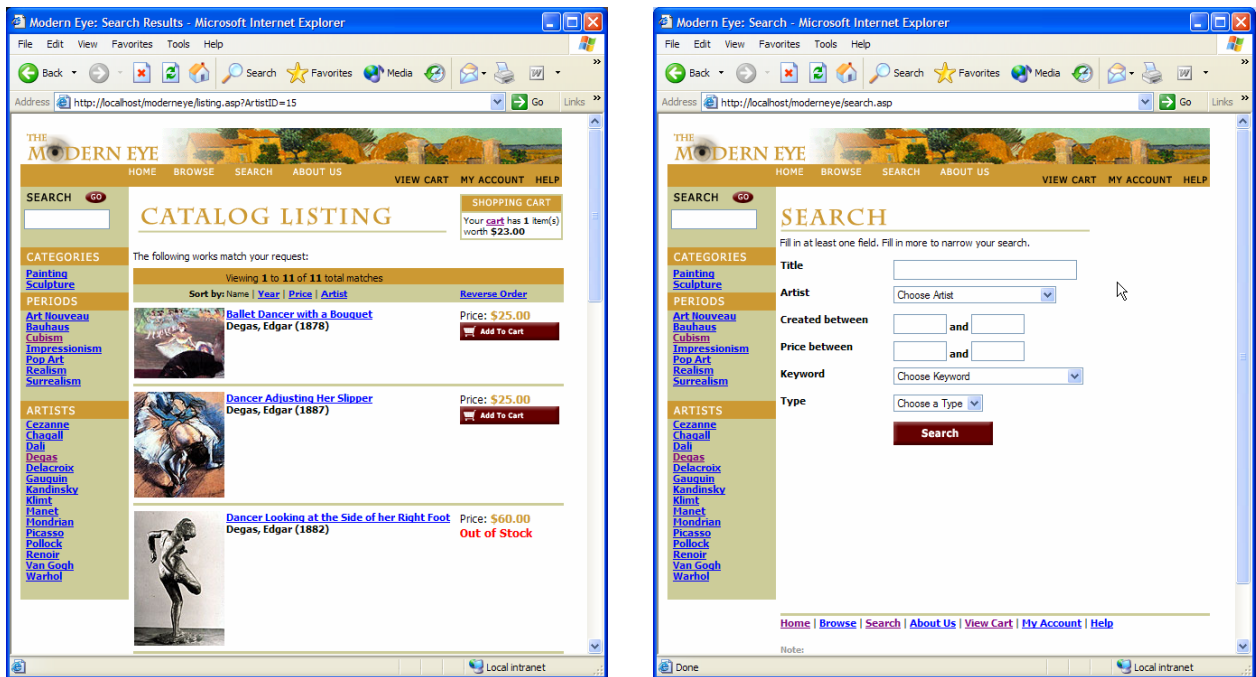 Modern Eye: Search Results - Microsoft Internet Explorer
File Edit View Favorites Tools Help
Back Search Favorites Media W »
Address http://localhost/moderneye/listing.asp?ArtistID=15 Go Links »
THE
MODERN EYE
HOME BROWSE SEARCH ABOUT US
VIEW CART MY ACCOUNT HELP
SEARCH GO
CATEGORIES
Painting
Sculpture
PERIODS
Art Nouveau
Bauhaus
Cubism
Impressionism
Pop Art
Realism
Surrealism
ARTISTS
Cezanne
Chagall
Dali
Degas
Delacroix
Gauguin
Kandinsky
Klimt
Manet
Mondrian
Picasso
Pollock
Renoir
Van Gogh
Warhol
CATALOG LISTING
SHOPPING CART
Your cart has 1 item(s)
worth $23.00
The following works match your request:
Viewing 1 to 11 of 11 total matches
Sort by: Name | Year | Price | Artist Reverse Order
Ballet Dancer with a Bouquet Price: $25.00
Degas, Edgar (1878) Add To Cart
Dancer Adjusting Her Slipper Price: $25.00
Degas, Edgar (1887) Add To Cart
Dancer Looking at the Side of her Right Foot Price: $60.00
Degas, Edgar (1882) Out of Stock
Local intranet
Modern Eye: Search - Microsoft Internet Explorer
File Edit View Favorites Tools Help
Back Search Favorites Media W »
Address http://localhost/moderneye/search.asp Go Links »
THE
MODERN EYE
HOME BROWSE SEARCH ABOUT US
VIEW CART MY ACCOUNT HELP
SEARCH GO
CATEGORIES
Painting
Sculpture
PERIODS
Art Nouveau
Bauhaus
Cubism
Impressionism
Pop Art
Realism
Surrealism
ARTISTS
Cezanne
Chagall
Dali
Degas
Delacroix
Gauguin
Kandinsky
Klimt
Manet
Mondrian
Picasso
Pollock
Renoir
Van Gogh
Warhol
SEARCH
Fill in at least one field. Fill in more to narrow your search.
Title
Artist Choose Artist
Created between and
Price between and
Keyword Choose Keyword
Type Choose a Type
Search
Home | Browse | Search | About Us | View Cart | My Account | Help
Note:
Done Local intranet